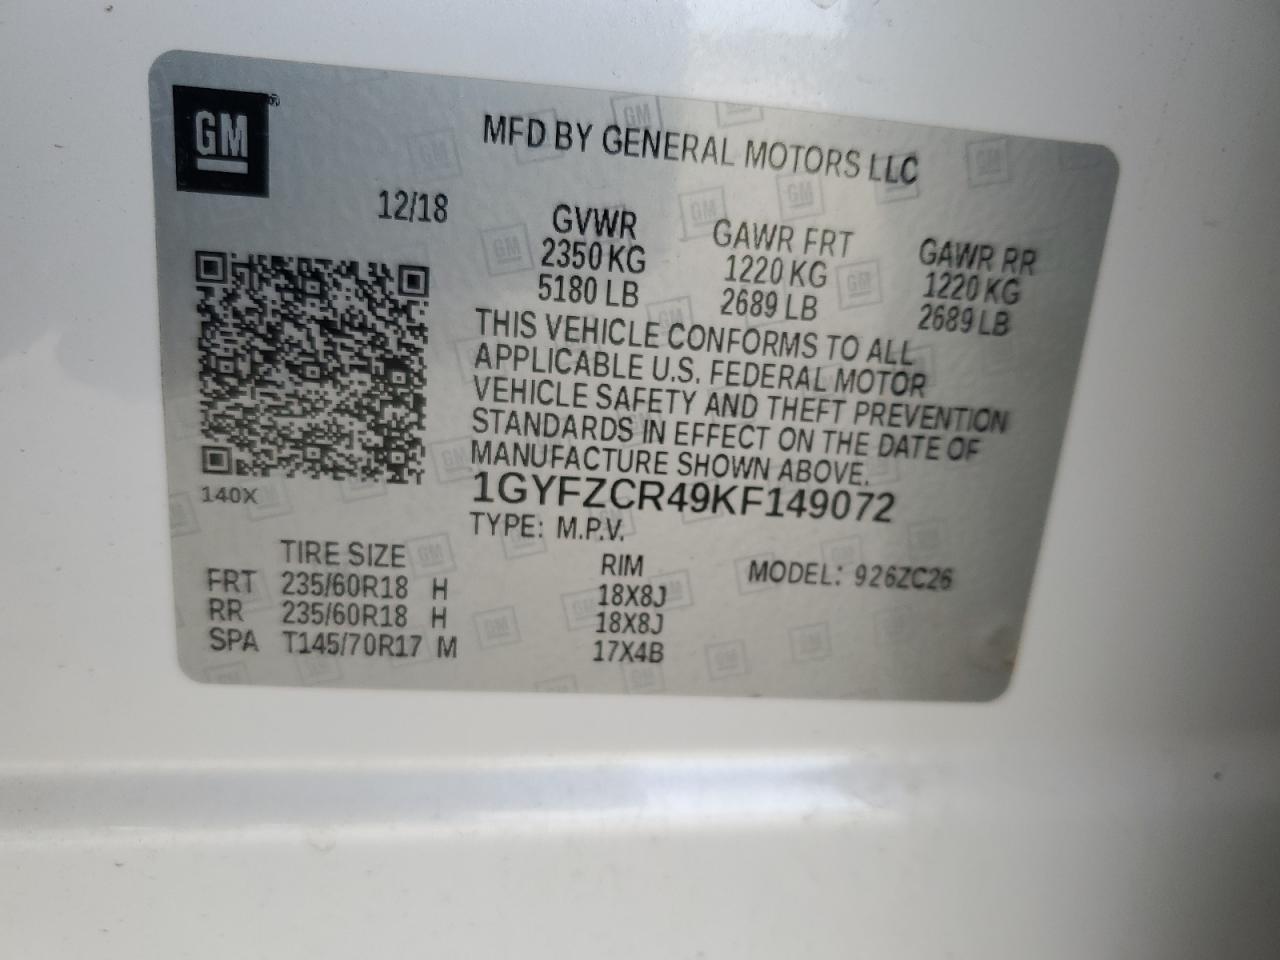 GM
MFD BY GENERAL MOTORS LLC
12/18
GVWR GAWR FRT GAWR RR
2350 KG 1220 KG 1220 KG
5180 LB 2689 LB 2689 LB
THIS VEHICLE CONFORMS TO ALL
APPLICABLE U.S. FEDERAL MOTOR
VEHICLE SAFETY AND THEFT PREVENTION
STANDARDS IN EFFECT ON THE DATE OF
MANUFACTURE SHOWN ABOVE.
140X
1GYFZCR49KF149072
TYPE: M.P.V.
TIRE SIZE RIM MODEL: 926ZC26
FRT 235/60R18 H 18X8J
RR 235/60R18 H 18X8J
SPA T145/70R17 M 17X4B